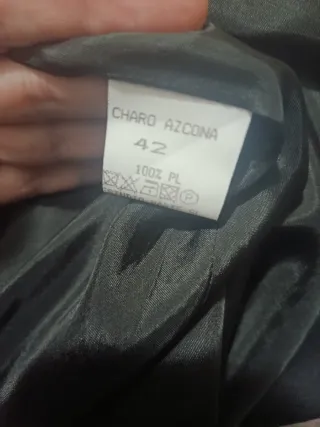 CHARO AZCONA
42
100% PL
P